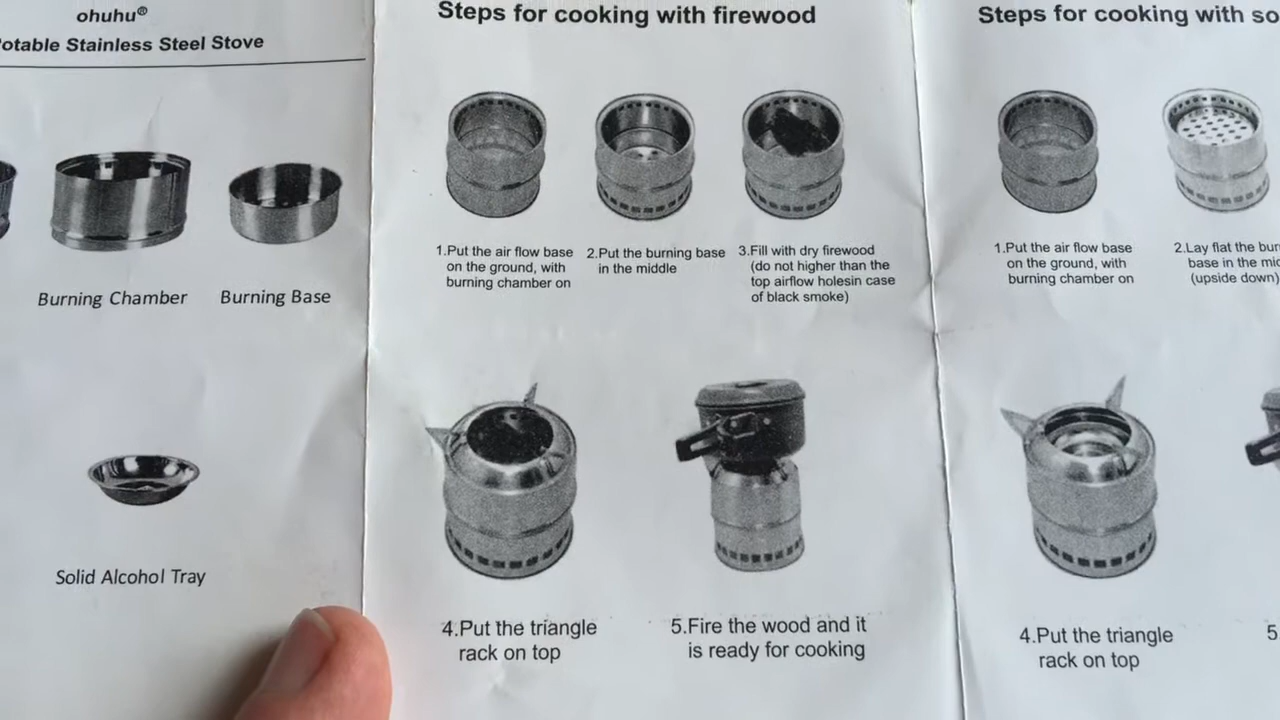 ohuhu®
Potable Stainless Steel Stove
Burning Chamber
Burning Base
Solid Alcohol Tray
Steps for cooking with firewood
1.Put the air flow base
on the ground, with
burning chamber on
2.Put the burning base
in the middle
3.Fill with dry firewood
(do not higher than the
top airflow holesin case
of black smoke)
4.Put the triangle
rack on top
5.Fire the wood and it
is ready for cooking
Steps for cooking with
1.Put the air flow base
on the ground, with
burning chamber on
2.Lay flat the
base in the
(upside down)
4.Put the triangle
rack on top
5.